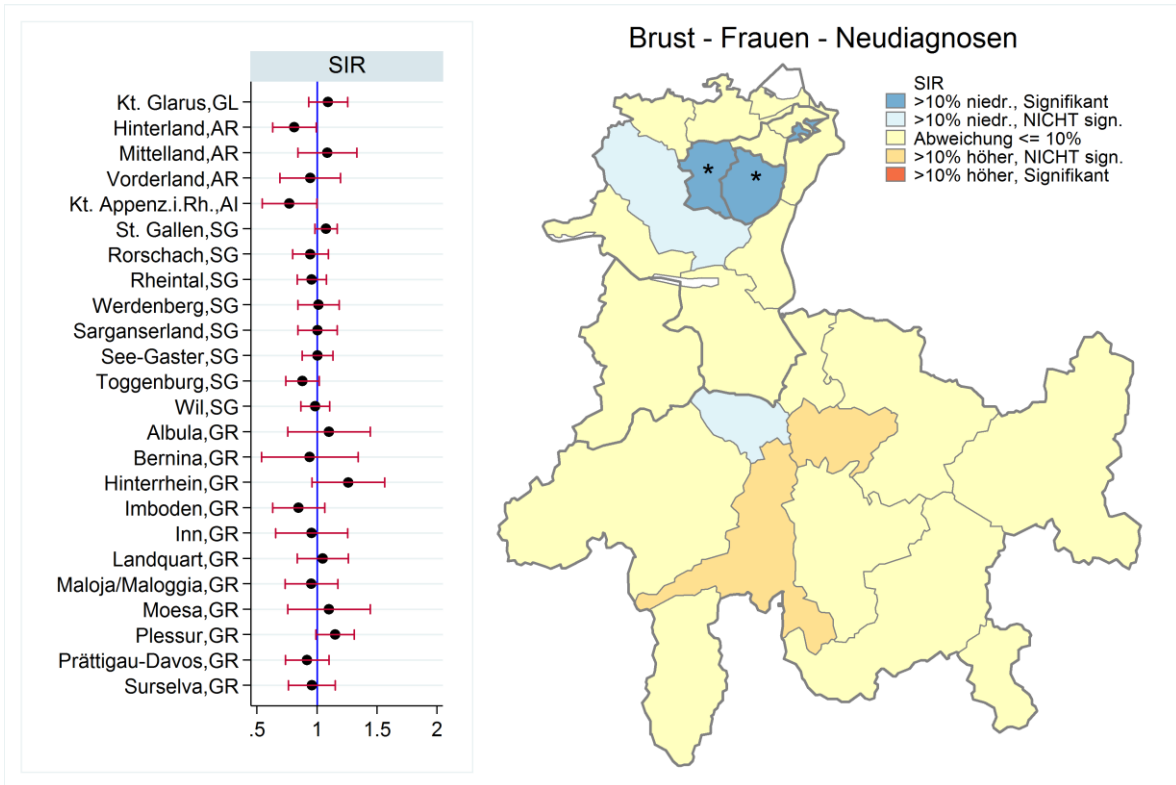 Brust - Frauen - Neudiagnosen
SIR
Kt. Glarus,GL
Hinterland,AR
Mittelland,AR
Vorderland,AR
Kt. Appenz.i.Rh.,AI
St. Gallen,SG
Rorschach,SG
Rheintal,SG
Werdenberg,SG
Sarganserland,SG
See-Gaster,SG
Toggenburg,SG
Wil,SG
Albula,GR
Bernina,GR
Hinterrhein,GR
Imboden,GR
Inn,GR
Landquart,GR
Maloja/Maloggia,GR
Moesa,GR
Plessur,GR
Prättigau-Davos,GR
Surselva,GR
.5 1 1.5 2
SIR
>10% niedr., Signifikant
>10% niedr., NICHT sign.
Abweichung <= 10%
>10% höher, NICHT sign.
>10% höher, Signifikant
* *